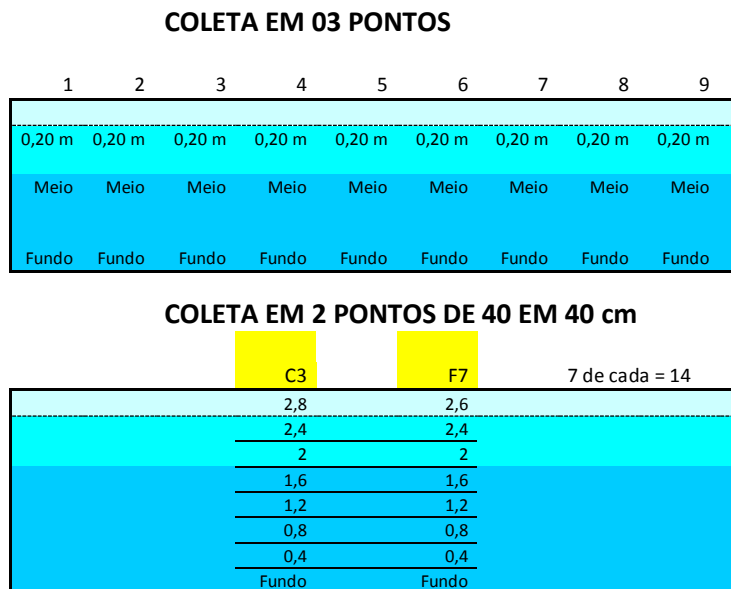 COLETA EM 03 PONTOS
1 2 3 4 5 6 7 8 9
0,20 m 0,20 m 0,20 m 0,20 m 0,20 m 0,20 m 0,20 m 0,20 m 0,20 m
Meio Meio Meio Meio Meio Meio Meio Meio Meio
Fundo Fundo Fundo Fundo Fundo Fundo Fundo Fundo Fundo
COLETA EM 2 PONTOS DE 40 EM 40 cm
C3 F7 7 de cada = 14
2,8 2,6
2,4 2,4
2 2
1,6 1,6
1,2 1,2
0,8 0,8
0,4 0,4
Fundo Fundo